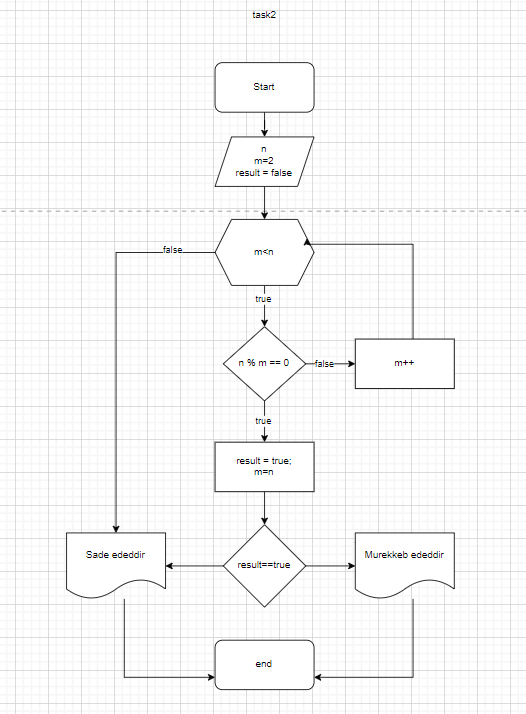 task2
Start
n
m=2
result = false
m<n
false
true
n % m == 0
false
m++
true
result = true;
m=n
Sade ededdir
result==true
Murekkeb ededdir
end